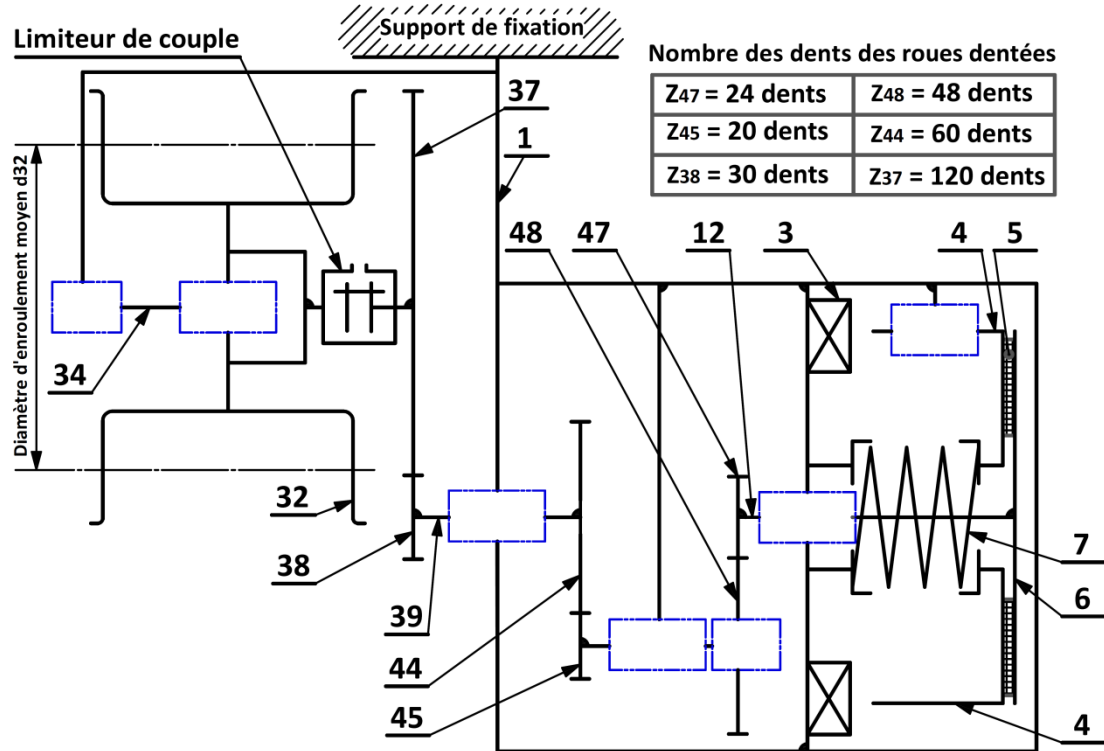 Support de fixation
Limiteur de couple
Nombre des dents des roues dentées
Z47 = 24 dents
Z48 = 48 dents
Z45 = 20 dents
Z44 = 60 dents
Z38 = 30 dents
Z37 = 120 dents
37
1
48
47
12
3
4
5
Diamètre d'enroulement moyen d32
34
32
38
39
44
45
7
6
4